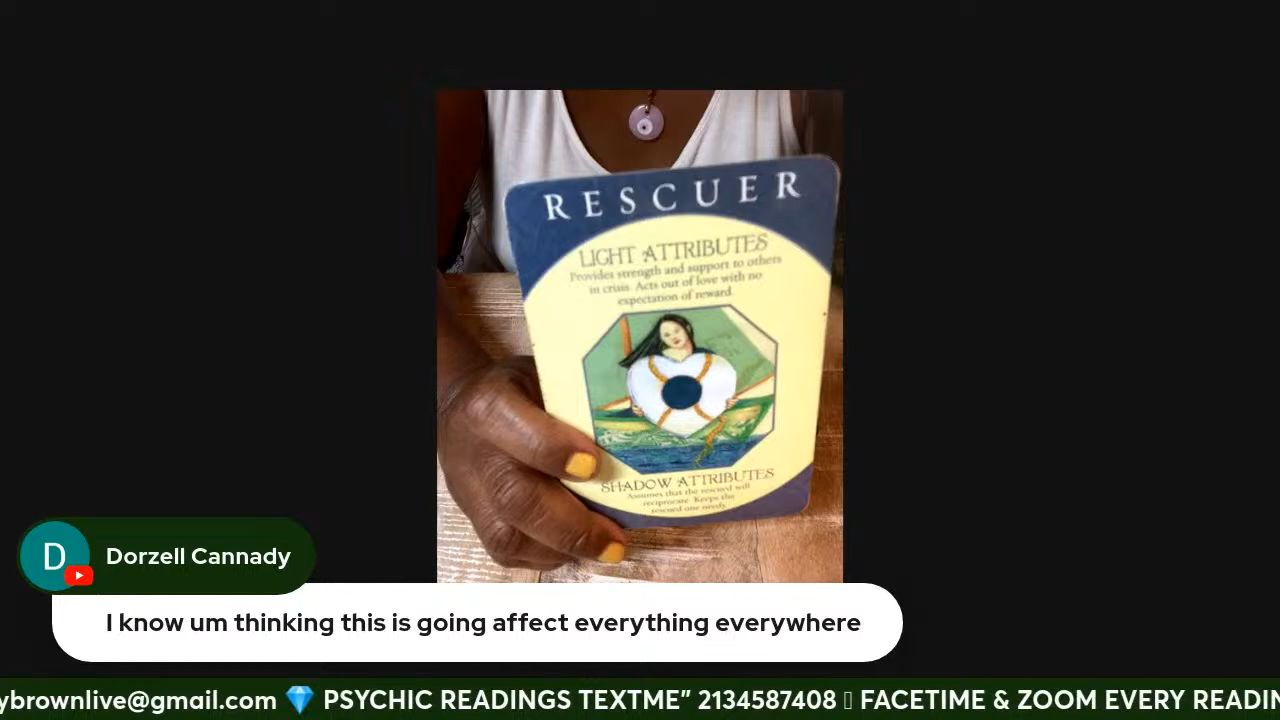 RESCUER
LIGHT ATTRIBUTES
Provides strength and support to others
in crisis. Acts out of love with no
expectation of reward.
SHADOW ATTRIBUTES
Assumes that the rescued will
reciprocate. Keeps the
rescued one needy.
D
Dorzell Cannady
I know um thinking this is going affect everything everywhere
ybrownlive@gmail.com 💎 PSYCHIC READINGS TEXTME” 2134587408 ▯ FACETIME & ZOOM EVERY READIN